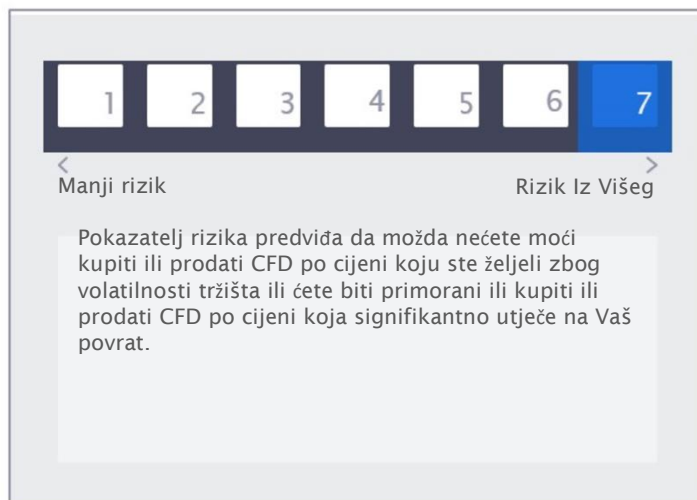 1 2 3 4 5 6 7
< >
Manji rizik Rizik Iz Višeg
Pokazatelj rizika predviđa da možda nećete moći
kupiti ili prodati CFD po cijeni koju ste željeli zbog
volatilnosti tržišta ili ćete biti primorani ili kupiti ili
prodati CFD po cijeni koja signifikantno utječe na Vaš
povrat.